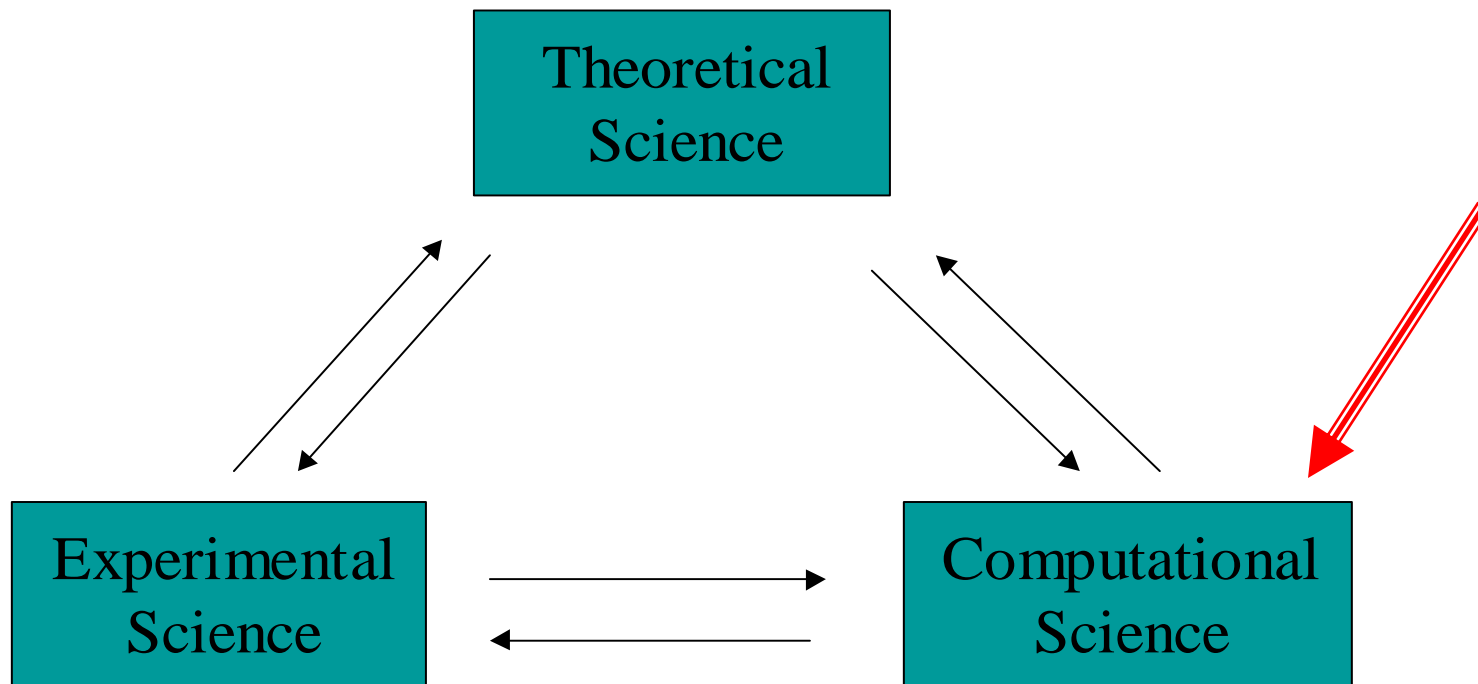 Theoretical
Science
Experimental
Science
Computational
Science